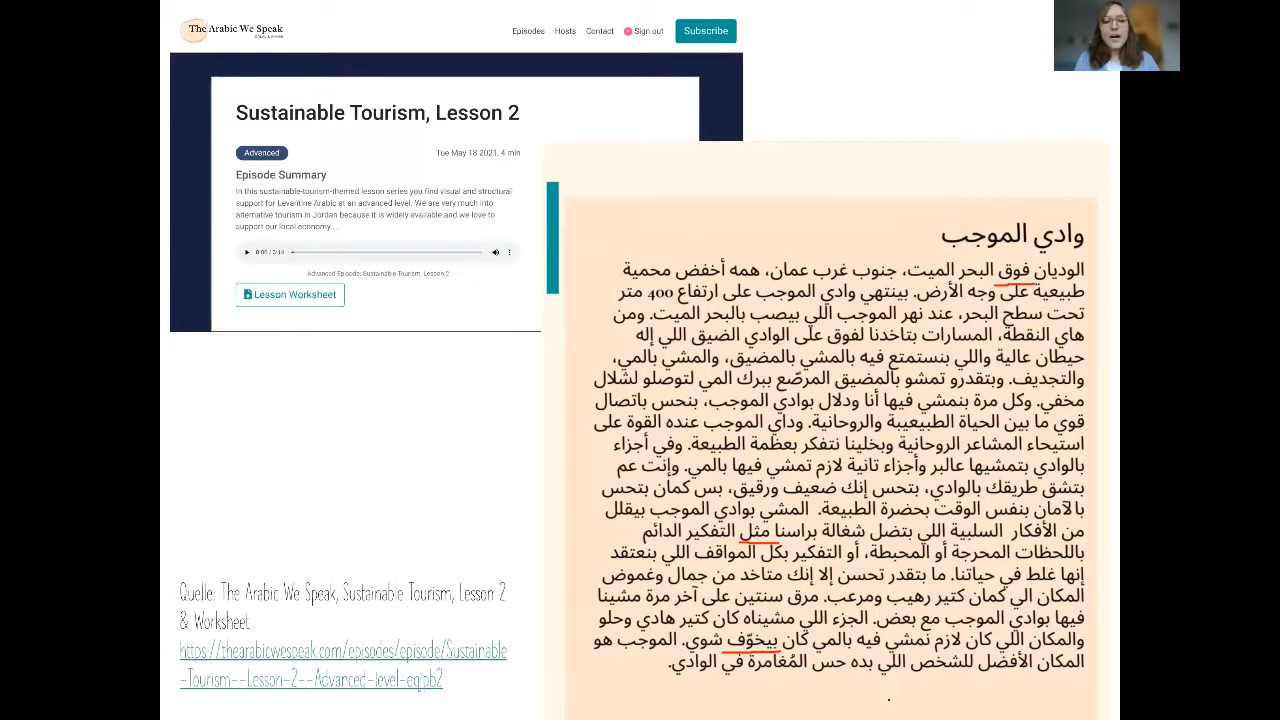 The Arabic We Speak
Episodes Hosts Contact Sign out Subscribe
Sustainable Tourism, Lesson 2
Advanced Tue May 18 2021, 4 min
Episode Summary
In this sustainable-tourism-themed lesson series you find visual and structural
support for Levantine Arabic at an advanced level. We are very much into
alternative tourism in Jordan because it is widely available and we love to
support our local economy....
Advanced Episode: Sustainable Tourism, Lesson 2
Lesson Worksheet
وادي الموجب
الوديان فوق البحر الميت، جنوب غرب عمان، همه أخفض محمية
طبيعية على وجه الأرض. بينتهي وادي الموجب على ارتفاع 400 متر
تحت سطح البحر، عند نهر الموجب اللي بيصب بالبحر الميت. ومن
هاي النقطة، المسارات بتاخدنا لفوق على الوادي الضيق اللي إله
حيطان عالية واللي بنستمتع فيه بالمشي بالمضيق، والمشي بالمي،
والتجديف. وبتقدرو تمشو بالمضيق المرصّع ببرك المي لتوصلو لشلال
مخفي. وكل مرة بنمشي فيها أنا ودلال بوادي الموجب، بنحس باتصال
قوي ما بين الحياة الطبيعيبة والروحانية. وداي الموجب عنده القوة على
استيحاء المشاعر الروحانية وبخلينا نتفكر بعظمة الطبيعة. وفي أجزاء
بالوادي بتمشيها عالبر وأجزاء تانية لازم تمشي فيها بالمي. وإنت عم
بتشق طريقك بالوادي، بتحس إنك ضعيف ورقيق، بس كمان بتحس
بالآمان بنفس الوقت بحضرة الطبيعة. المشي بوادي الموجب بيقلل
من الأفكار السلبية اللي بتضل شغالة براسنا مثل التفكير الدائم
باللحظات المحرجة أو المحبطة، أو التفكير بكل المواقف اللي بنعتقد
إنها غلط في حياتنا. ما بتقدر تحسن إلا إنك متاخد من جمال وغموض
المكان الي كمان كتير رهيب ومرعب. مرق سنتين على آخر مرة مشينا
فيها بوادي الموجب مع بعض. الجزء اللي مشيناه كان كتير هادي وحلو
والمكان اللي كان لازم تمشي فيه بالمي كان بيخوّف شوي. الموجب هو
المكان الأفضل للشخص اللي بده حس المُغامرة في الوادي.
Quelle: The Arabic We Speak, Sustainable Tourism, Lesson 2
& Worksheet
https://thearabicwespeak.com/episodes/episode/Sustainable
-Tourism--Lesson-2--Advanced-level-eqjpb2